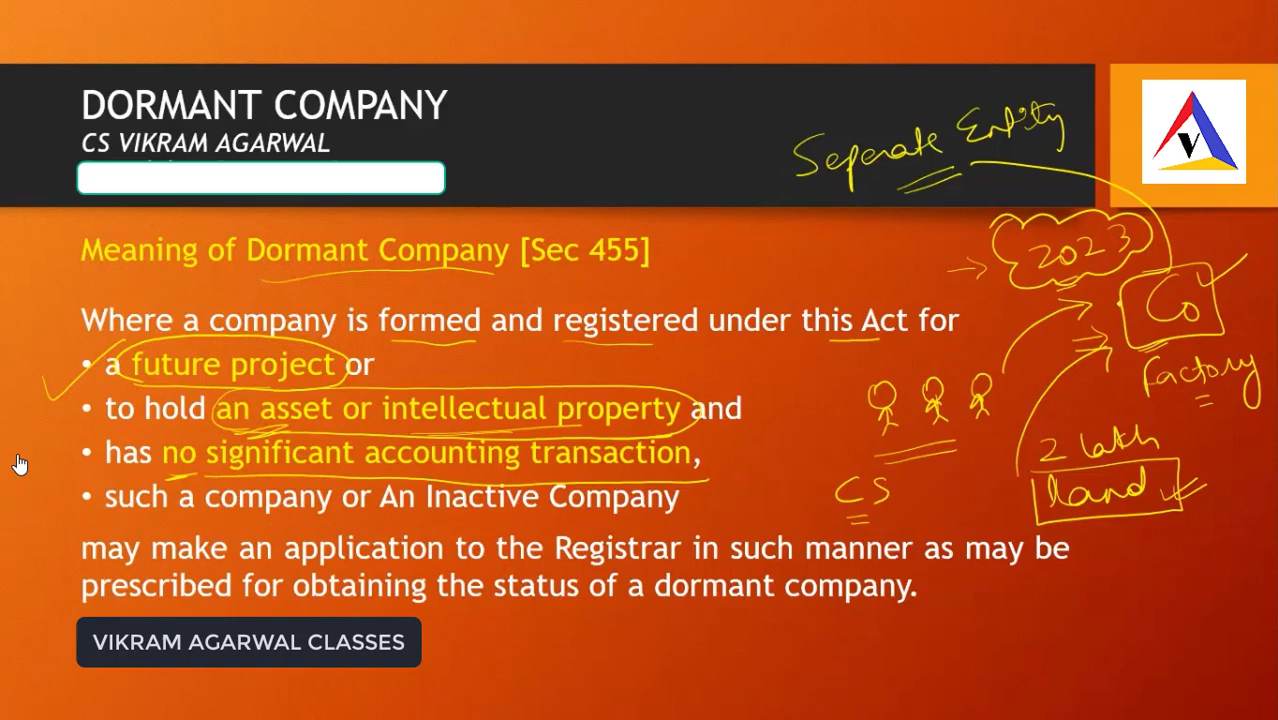 DORMANT COMPANY
CS VIKRAM AGARWAL
Seperate Entity
V
Meaning of Dormant Company [Sec 455]
2023
Where a company is formed and registered under this Act for
Co
• a future project or
Factory
• to hold an asset or intellectual property and
• has no significant accounting transaction,
2 lakh
land
• such a company or An Inactive Company
CS
may make an application to the Registrar in such manner as may be
prescribed for obtaining the status of a dormant company.
VIKRAM AGARWAL CLASSES